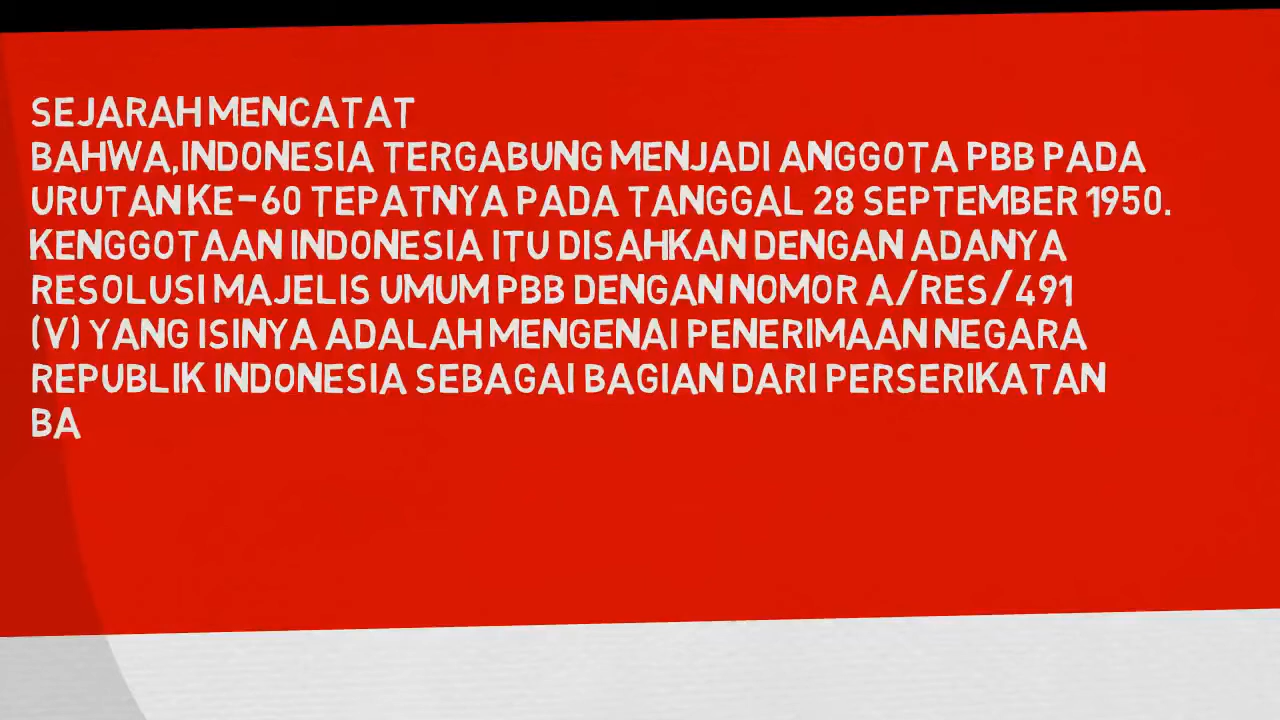 SEJARAH MENCATAT
BAHWA,INDONESIA TERGABUNG MENJADI ANGGOTA PBB PADA
URUTAN KE-60 TEPATNYA PADA TANGGAL 28 SEPTEMBER 1950.
KENGGOTAAN INDONESIA ITU DISAHKAN DENGAN ADANYA
RESOLUSI MAJELIS UMUM PBB DENGAN NOMOR A/RES/491
(V) YANG ISINYA ADALAH MENGENAI PENERIMAAN NEGARA
REPUBLIK INDONESIA SEBAGAI BAGIAN DARI PERSERIKATAN
BA